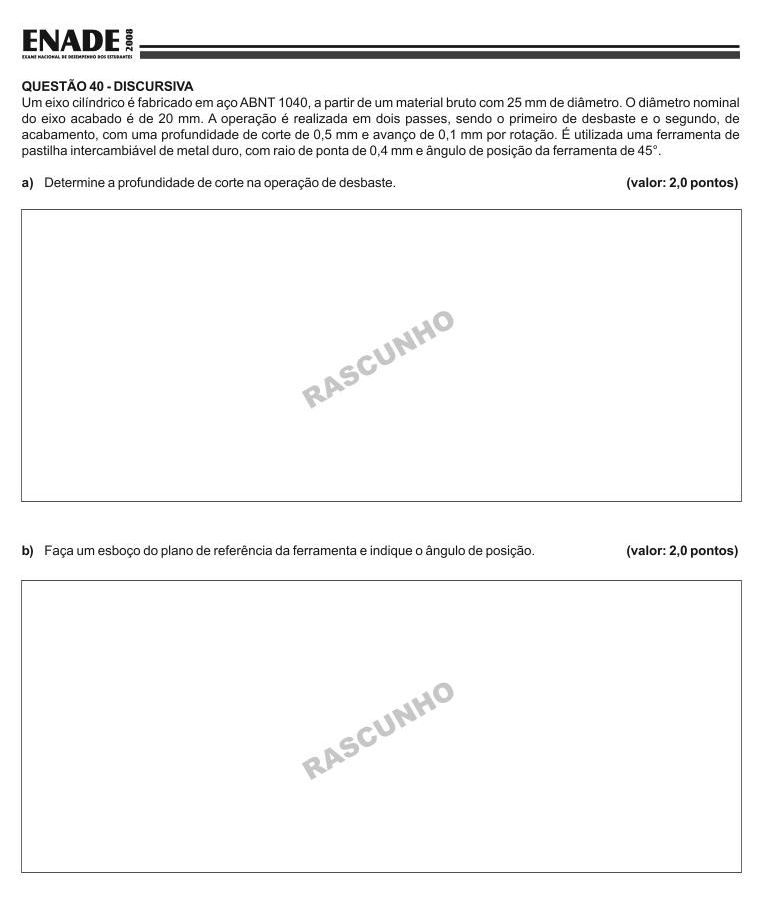 ENADE 2008
EXAME NACIONAL DE DESEMPENHO DOS ESTUDANTES
QUESTÃO 40 - DISCURSIVA
Um eixo cilíndrico é fabricado em aço ABNT 1040, a partir de um material bruto com 25 mm de diâmetro. O diâmetro nominal
do eixo acabado é de 20 mm. A operação é realizada em dois passes, sendo o primeiro de desbaste e o segundo, de
acabamento, com uma profundidade de corte de 0,5 mm e avanço de 0,1 mm por rotação. É utilizada uma ferramenta de
pastilha intercambiável de metal duro, com raio de ponta de 0,4 mm e ângulo de posição da ferramenta de 45°.
a) Determine a profundidade de corte na operação de desbaste. (valor: 2,0 pontos)
RASCUNHO
b) Faça um esboço do plano de referência da ferramenta e indique o ângulo de posição. (valor: 2,0 pontos)
RASCUNHO